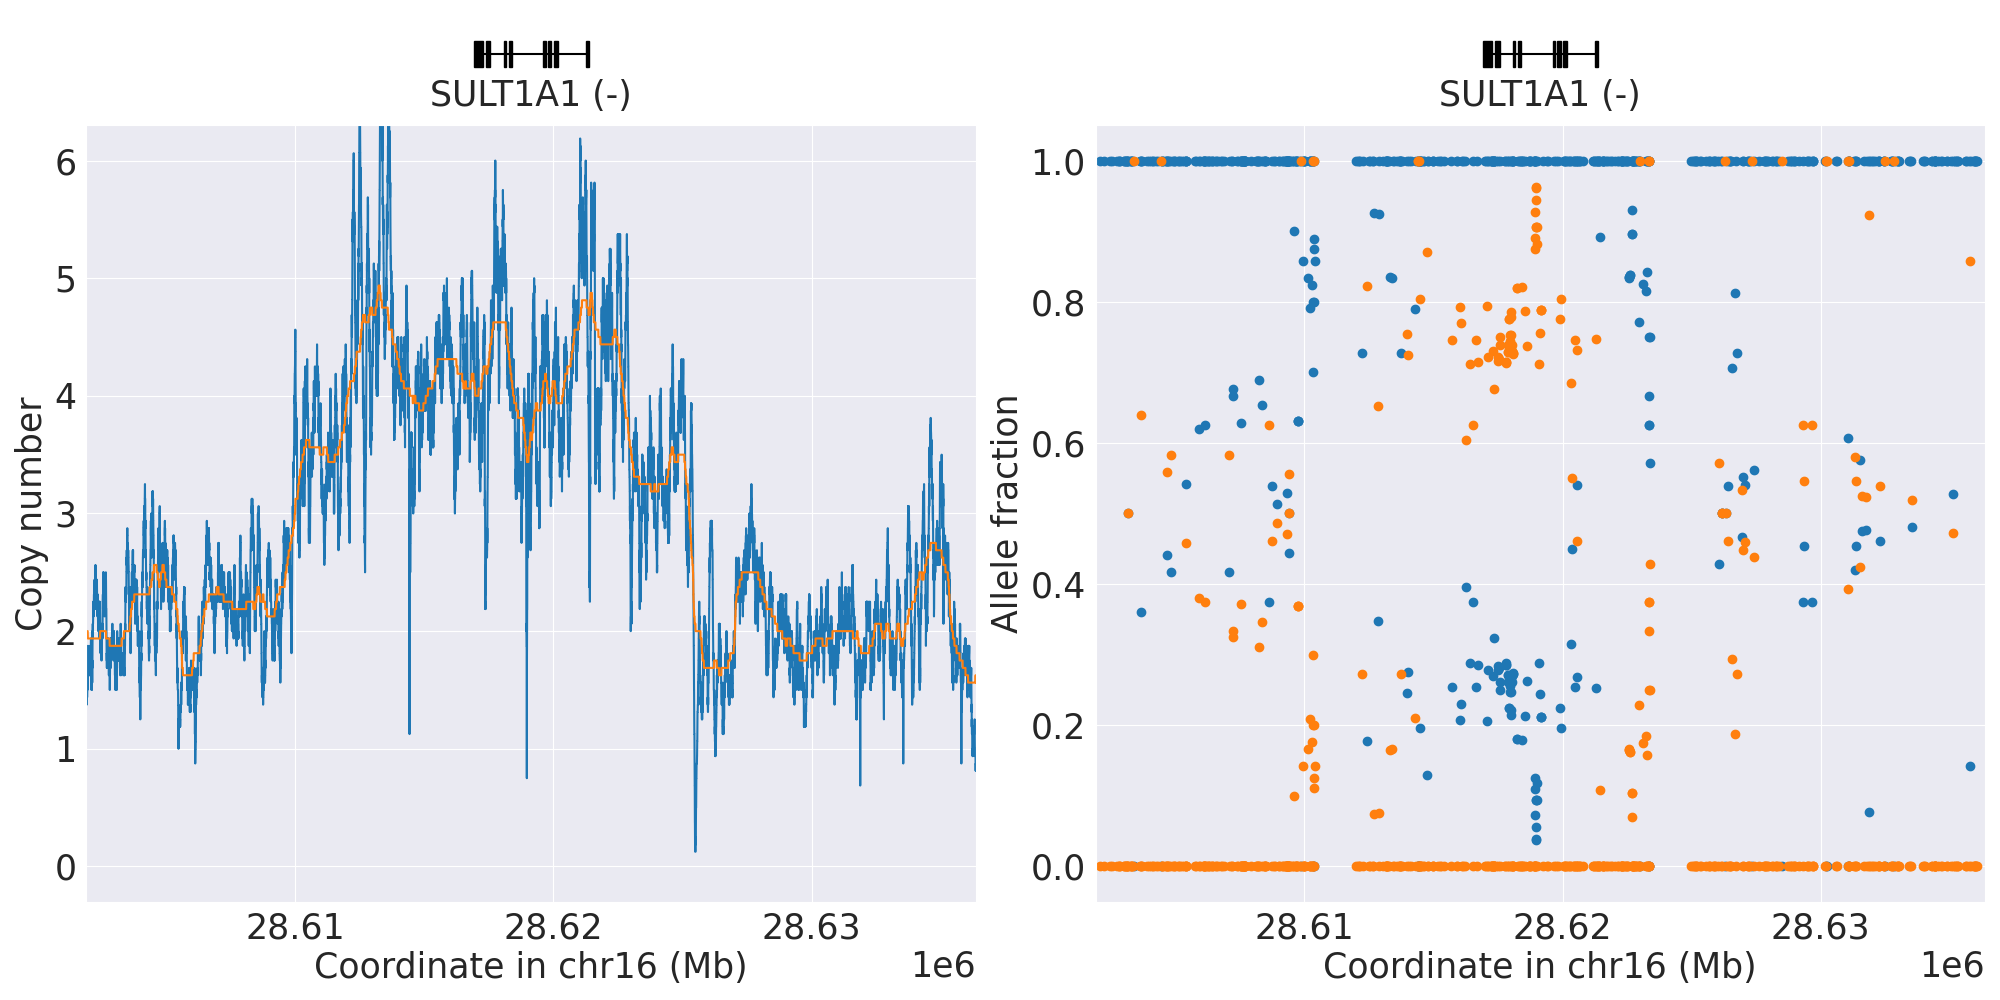 SULT1A1 (-)
6
5
4
3
2
1
0
Copy number
28.61
28.62
28.63
Coordinate in chr16 (Mb)
1e6
SULT1A1 (-)
1.0
0.8
0.6
0.4
0.2
0.0
Allele fraction
28.61
28.62
28.63
Coordinate in chr16 (Mb)
1e6